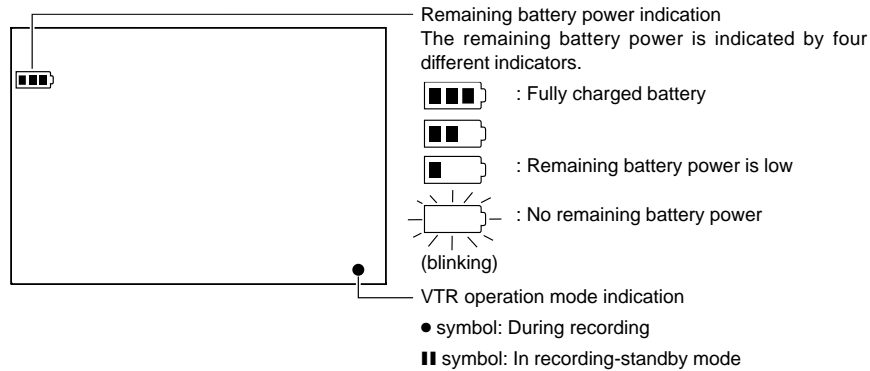 Remaining battery power indication
The remaining battery power is indicated by four
different indicators.
: Fully charged battery
: Remaining battery power is low
: No remaining battery power
(blinking)
VTR operation mode indication
● symbol: During recording
❚❚ symbol: In recording-standby mode